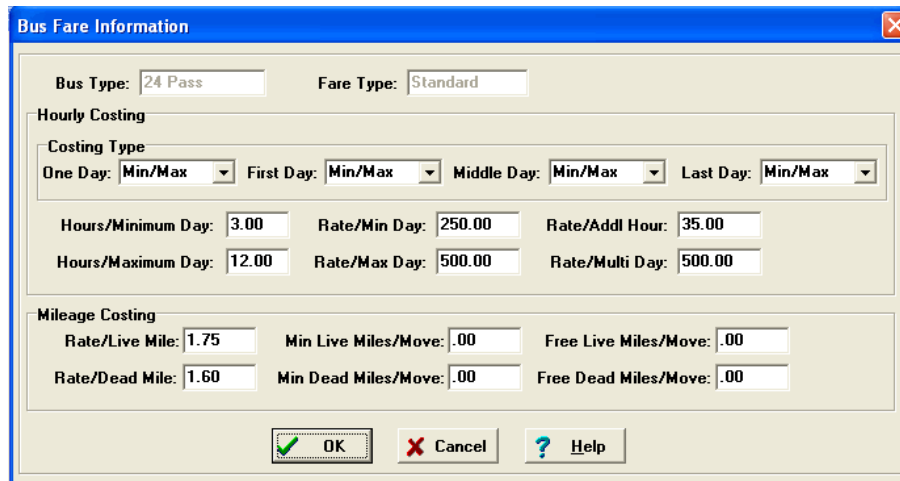 Bus Fare Information
Bus Type: 24 Pass Fare Type: Standard
Hourly Costing
Costing Type
One Day: Min/Max First Day: Min/Max Middle Day: Min/Max Last Day: Min/Max
Hours/Minimum Day: 3.00 Rate/Min Day: 250.00 Rate/Addl Hour: 35.00
Hours/Maximum Day: 12.00 Rate/Max Day: 500.00 Rate/Multi Day: 500.00
Mileage Costing
Rate/Live Mile: 1.75 Min Live Miles/Move: .00 Free Live Miles/Move: .00
Rate/Dead Mile: 1.60 Min Dead Miles/Move: .00 Free Dead Miles/Move: .00
OK Cancel Help